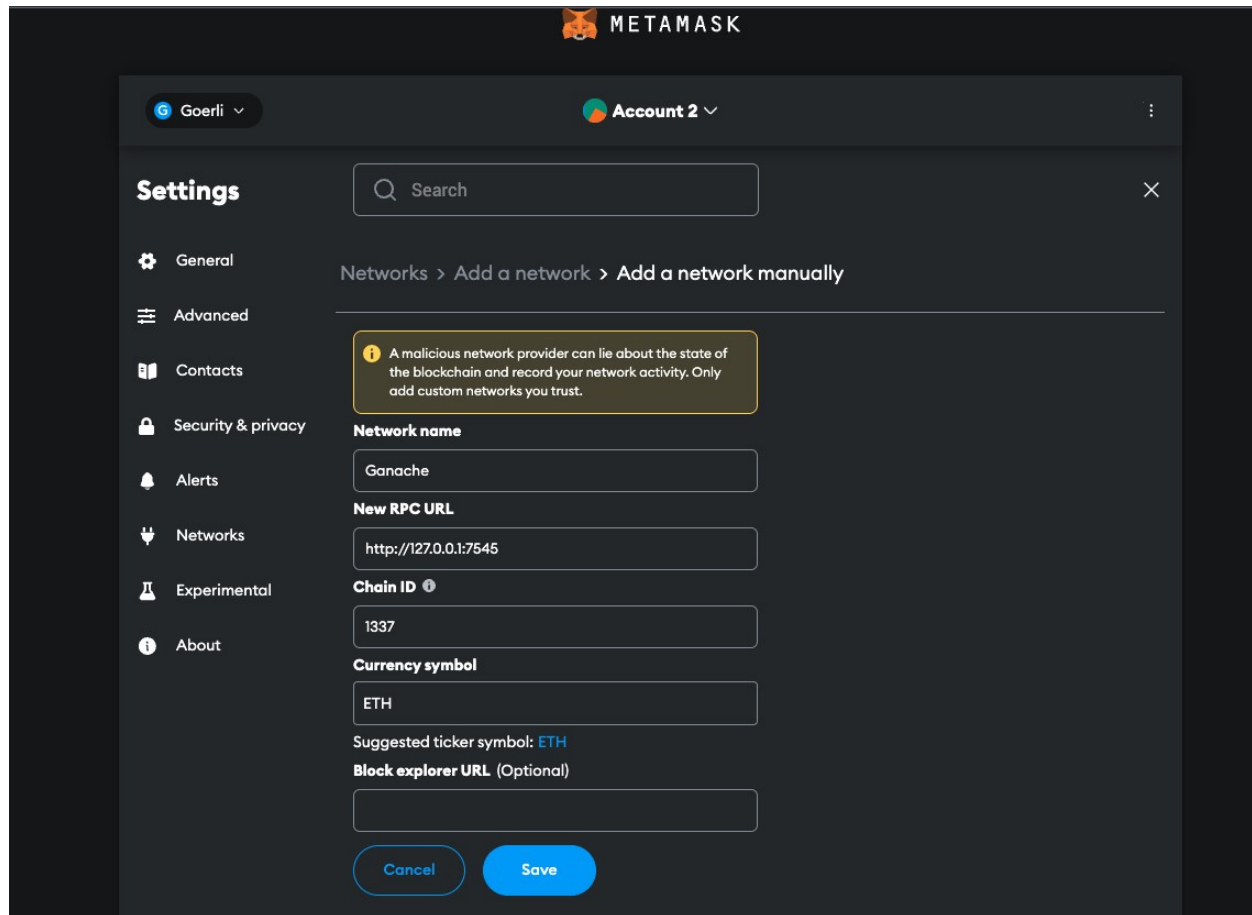 METAMASK
G Goerli
Account 2
Settings
Search
General
Networks > Add a network > Add a network manually
Advanced
A malicious network provider can lie about the state of
the blockchain and record your network activity. Only
add custom networks you trust.
Contacts
Security & privacy
Network name
Ganache
Alerts
New RPC URL
http://127.0.0.1:7545
Networks
Chain ID
Experimental
1337
About
Currency symbol
ETH
Suggested ticker symbol: ETH
Block explorer URL (Optional)
Cancel
Save